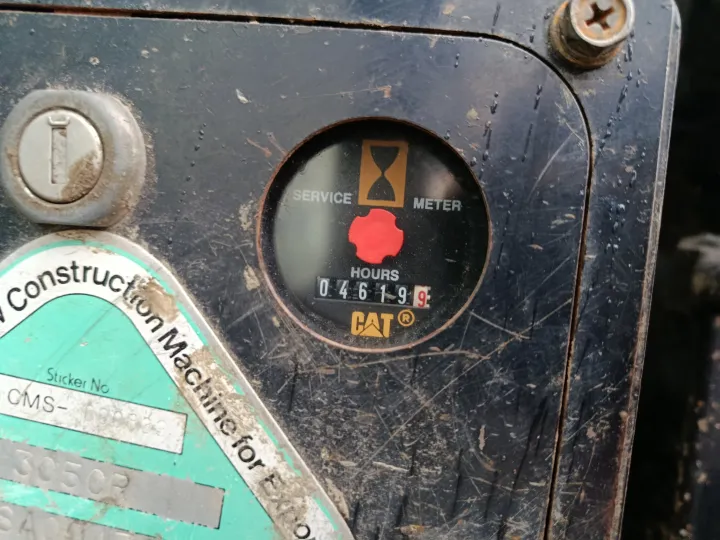 SERVICE METER
HOURS
046199
CAT®
Construction Machine for
Sticker No
CMS-
305CR